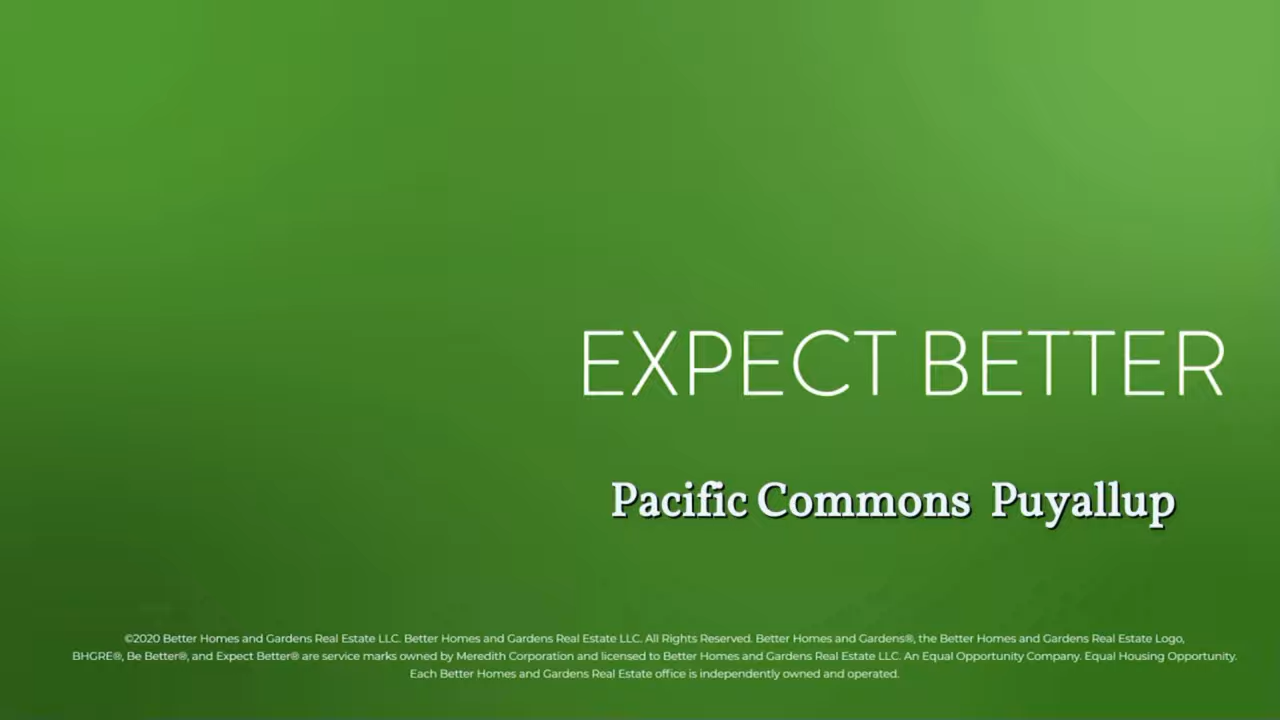 EXPECT BETTER
Pacific Commons Puyallup
©2020 Better Homes and Gardens Real Estate LLC. Better Homes and Gardens Real Estate LLC. All Rights Reserved. Better Homes and Gardens®, the Better Homes and Gardens Real Estate Logo,
BHGRE®, Be Better®, and Expect Better® are service marks owned by Meredith Corporation and licensed to Better Homes and Gardens Real Estate LLC. An Equal Opportunity Company. Equal Housing Opportunity.
Each Better Homes and Gardens Real Estate office is independently owned and operated.